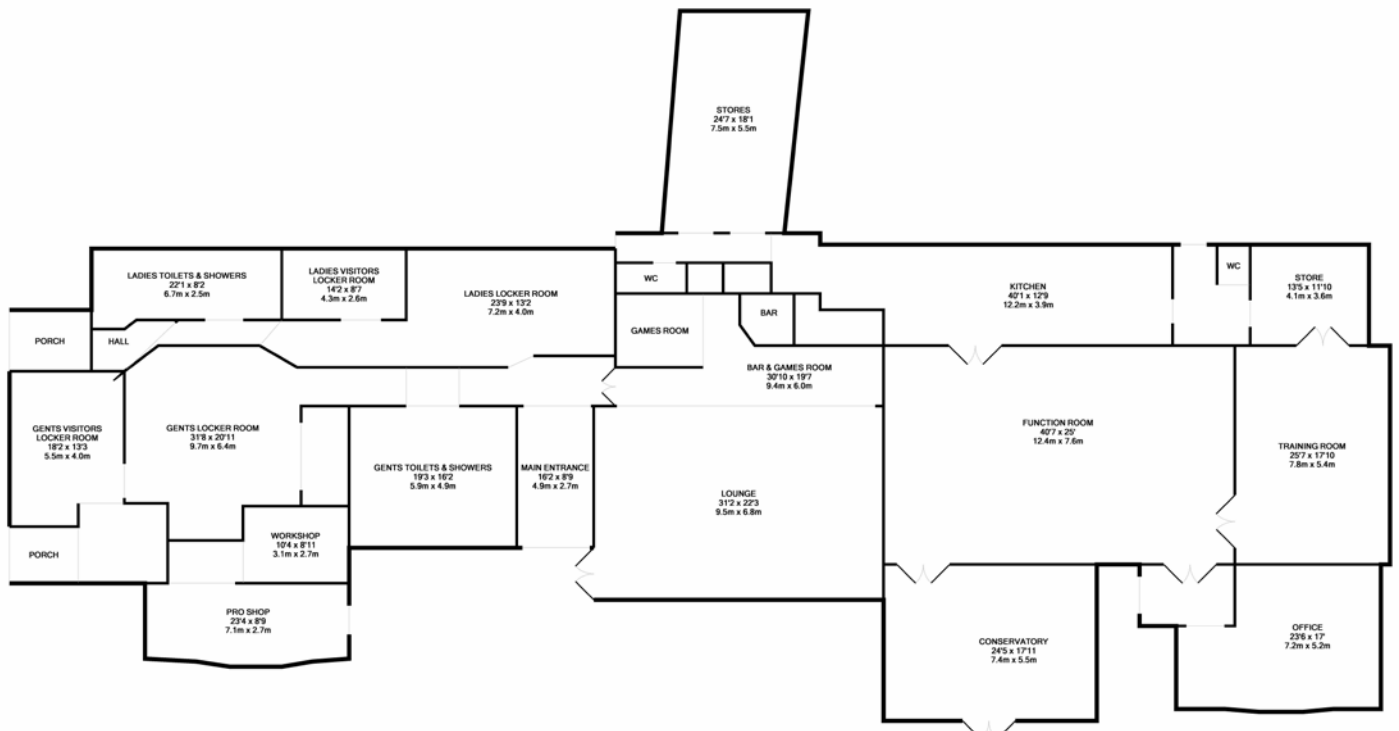 STORES
24'7 x 18'1
7.5m x 5.5m
LADIES TOILETS & SHOWERS
22'1 x 8'2
6.7m x 2.5m
LADIES VISITORS
LOCKER ROOM
14'2 x 8'7
4.3m x 2.6m
LADIES LOCKER ROOM
23'9 x 13'2
7.2m x 4.0m
WC
KITCHEN
40'1 x 12'9
12.2m x 3.9m
WC
STORE
13'5 x 11'10
4.1m x 3.6m
PORCH
HALL
GAMES ROOM
BAR
BAR & GAMES ROOM
30'10 x 19'7
9.4m x 6.0m
GENTS VISITORS
LOCKER ROOM
18'2 x 13'3
5.5m x 4.0m
GENTS LOCKER ROOM
31'8 x 20'11
9.7m x 6.4m
GENTS TOILETS & SHOWERS
19'3 x 16'2
5.9m x 4.9m
MAIN ENTRANCE
16'2 x 8'9
4.9m x 2.7m
LOUNGE
31'2 x 22'3
9.5m x 6.8m
FUNCTION ROOM
40'7 x 25'
12.4m x 7.6m
TRAINING ROOM
25'7 x 17'10
7.8m x 5.4m
PORCH
WORKSHOP
10'4 x 8'11
3.1m x 2.7m
PRO SHOP
23'4 x 8'9
7.1m x 2.7m
CONSERVATORY
24'5 x 17'11
7.4m x 5.5m
OFFICE
23'6 x 17'
7.2m x 5.2m